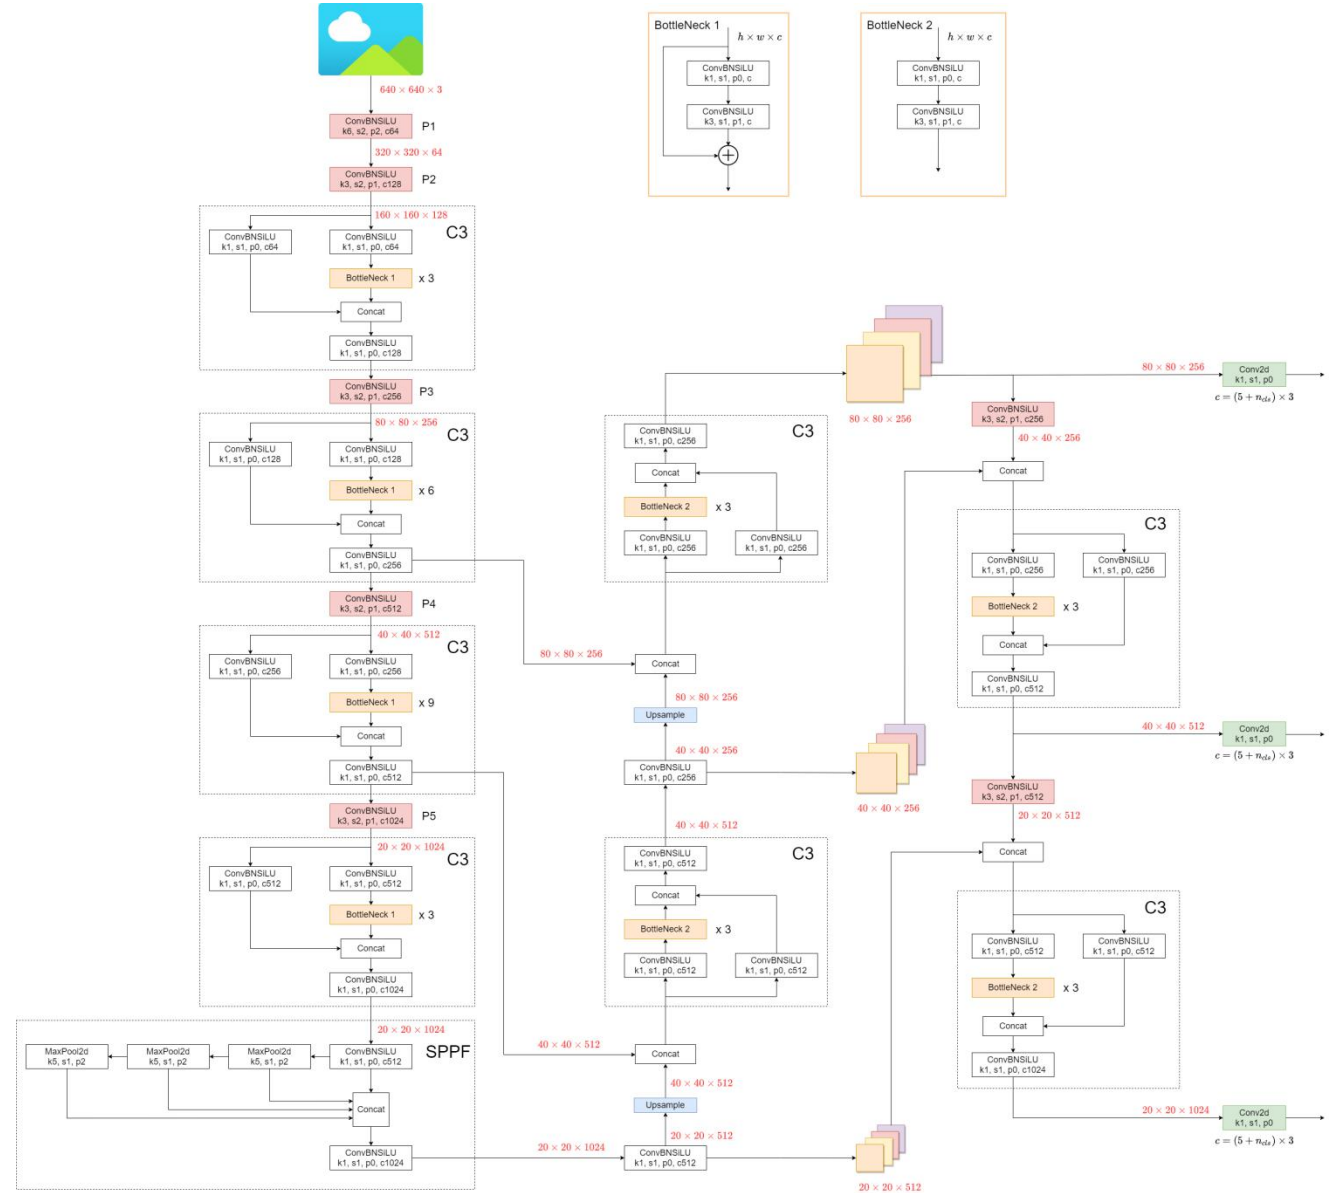 640 × 640 × 3
ConvBNSiLU
k6, s2, p2, c64
P1
320 × 320 × 64
ConvBNSiLU
k3, s2, p1, c128
P2
160 × 160 × 128
C3
ConvBNSiLU
k1, s1, p0, c64
ConvBNSiLU
k1, s1, p0, c64
BottleNeck 1
x 3
Concat
ConvBNSiLU
k1, s1, p0, c128
ConvBNSiLU
k3, s2, p1, c256
P3
80 × 80 × 256
C3
ConvBNSiLU
k1, s1, p0, c128
ConvBNSiLU
k1, s1, p0, c128
BottleNeck 1
x 6
Concat
ConvBNSiLU
k1, s1, p0, c256
ConvBNSiLU
k3, s2, p1, c512
P4
40 × 40 × 512
C3
ConvBNSiLU
k1, s1, p0, c256
ConvBNSiLU
k1, s1, p0, c256
BottleNeck 1
x 9
Concat
ConvBNSiLU
k1, s1, p0, c512
ConvBNSiLU
k3, s2, p1, c1024
P5
20 × 20 × 1024
C3
ConvBNSiLU
k1, s1, p0, c512
ConvBNSiLU
k1, s1, p0, c512
BottleNeck 1
x 3
Concat
ConvBNSiLU
k1, s1, p0, c1024
20 × 20 × 1024
SPPF
MaxPool2d
k5, s1, p2
MaxPool2d
k5, s1, p2
MaxPool2d
k5, s1, p2
ConvBNSiLU
k1, s1, p0, c512
Concat
ConvBNSiLU
k1, s1, p0, c1024
20 × 20 × 1024
BottleNeck 1
h × w × c
ConvBNSiLU
k1, s1, p0, c
ConvBNSiLU
k3, s1, p1, c
+
BottleNeck 2
h × w × c
ConvBNSiLU
k1, s1, p0, c
ConvBNSiLU
k3, s1, p1, c
C3
ConvBNSiLU
k1, s1, p0, c256
Concat
BottleNeck 2
x 3
ConvBNSiLU
k1, s1, p0, c256
ConvBNSiLU
k1, s1, p0, c256
80 × 80 × 256
Concat
80 × 80 × 256
Upsample
40 × 40 × 256
ConvBNSiLU
k1, s1, p0, c256
40 × 40 × 512
C3
ConvBNSiLU
k1, s1, p0, c512
Concat
BottleNeck 2
x 3
ConvBNSiLU
k1, s1, p0, c512
ConvBNSiLU
k1, s1, p0, c512
40 × 40 × 512
Concat
40 × 40 × 512
Upsample
20 × 20 × 512
ConvBNSiLU
k1, s1, p0, c512
80 × 80 × 256
40 × 40 × 256
20 × 20 × 512
80 × 80 × 256
Conv2d
k1, s1, p0
c = (5 + n_cls) × 3
ConvBNSiLU
k3, s2, p1, c256
40 × 40 × 256
Concat
C3
ConvBNSiLU
k1, s1, p0, c256
ConvBNSiLU
k1, s1, p0, c256
BottleNeck 2
x 3
Concat
ConvBNSiLU
k1, s1, p0, c512
40 × 40 × 512
Conv2d
k1, s1, p0
c = (5 + n_cls) × 3
ConvBNSiLU
k3, s2, p1, c512
20 × 20 × 512
Concat
C3
ConvBNSiLU
k1, s1, p0, c512
ConvBNSiLU
k1, s1, p0, c512
BottleNeck 2
x 3
Concat
ConvBNSiLU
k1, s1, p0, c1024
20 × 20 × 1024
Conv2d
k1, s1, p0
c = (5 + n_cls) × 3